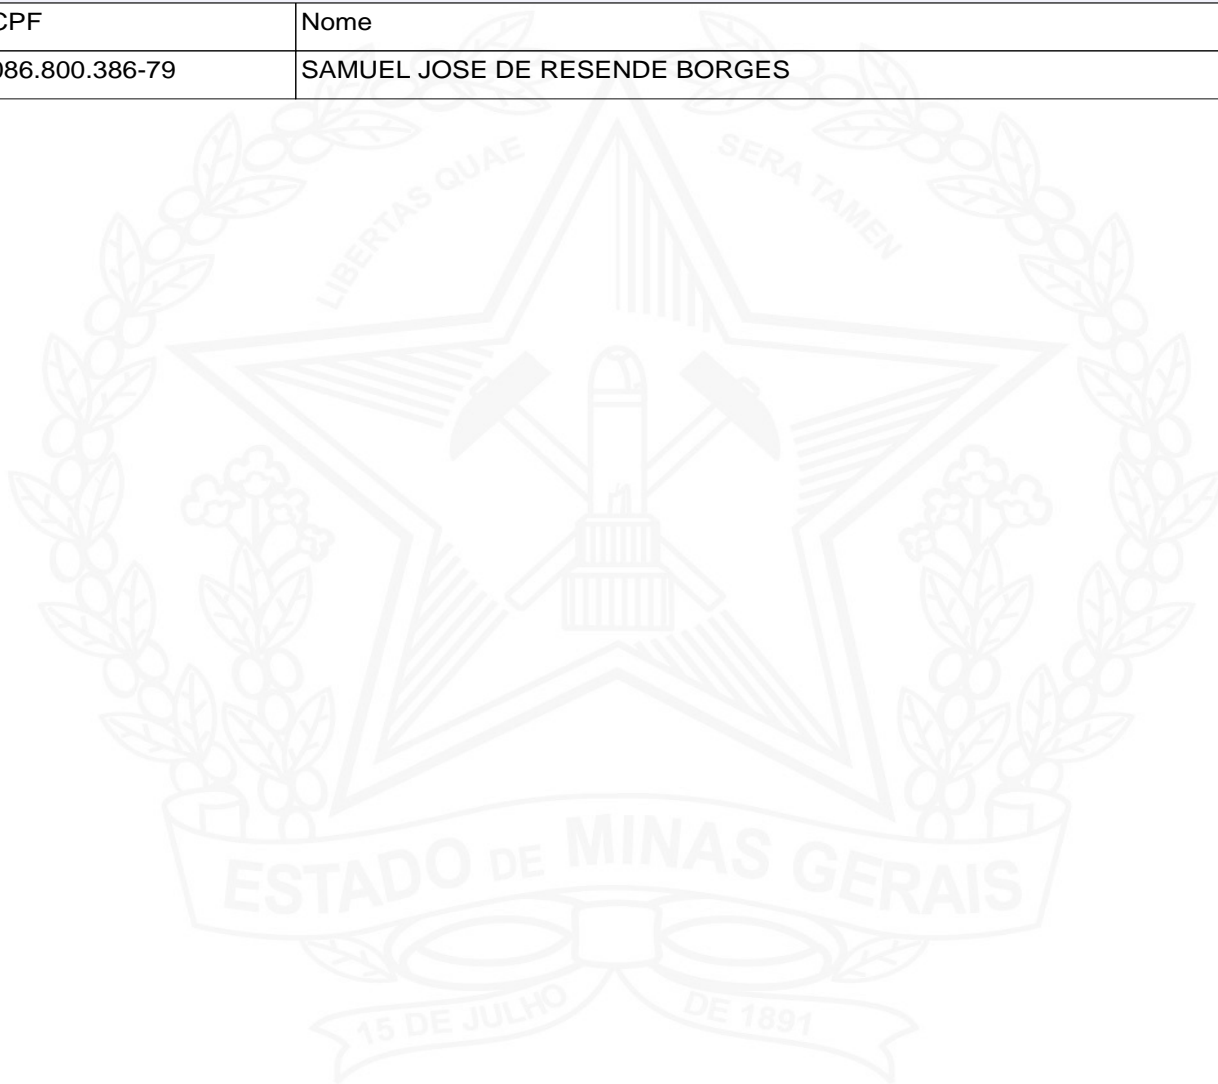 CPF Nome
086.800.386-79 SAMUEL JOSE DE RESENDE BORGES
LIBERTAS QUAE SERA TAMEN
ESTADO DE MINAS GERAIS
15 DE JULHO DE 1891